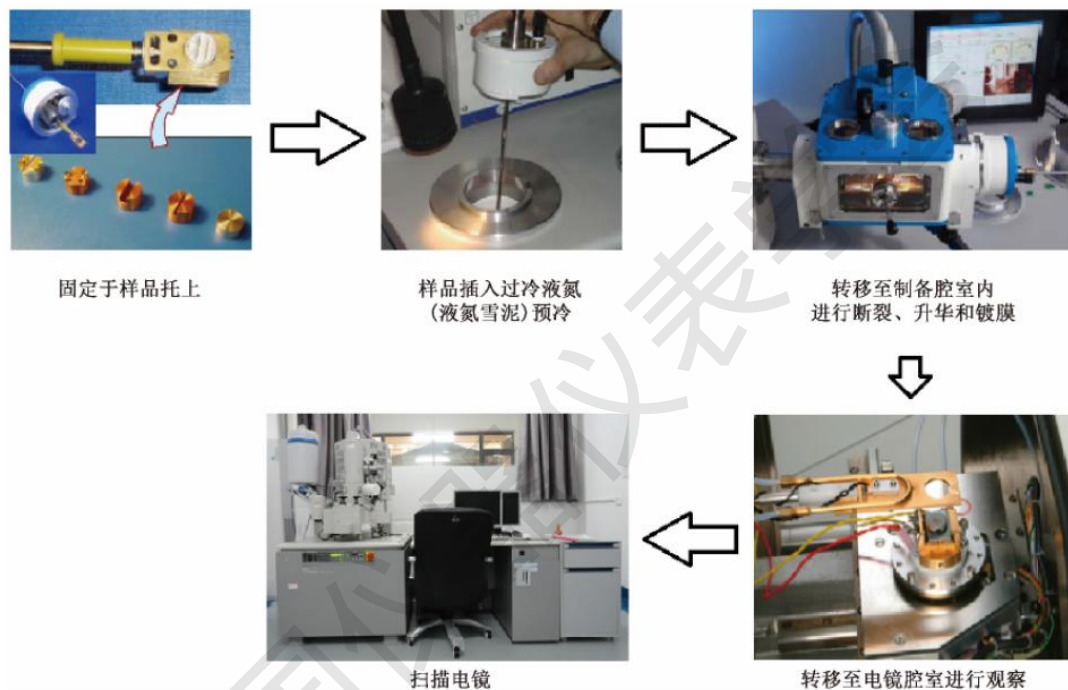 固定于样品托上
样品插入过冷液氮
(液氮雪泥)预冷
转移至制备腔室内
进行断裂、升华和镀膜
扫描电镜
转移至电镜腔室进行观察